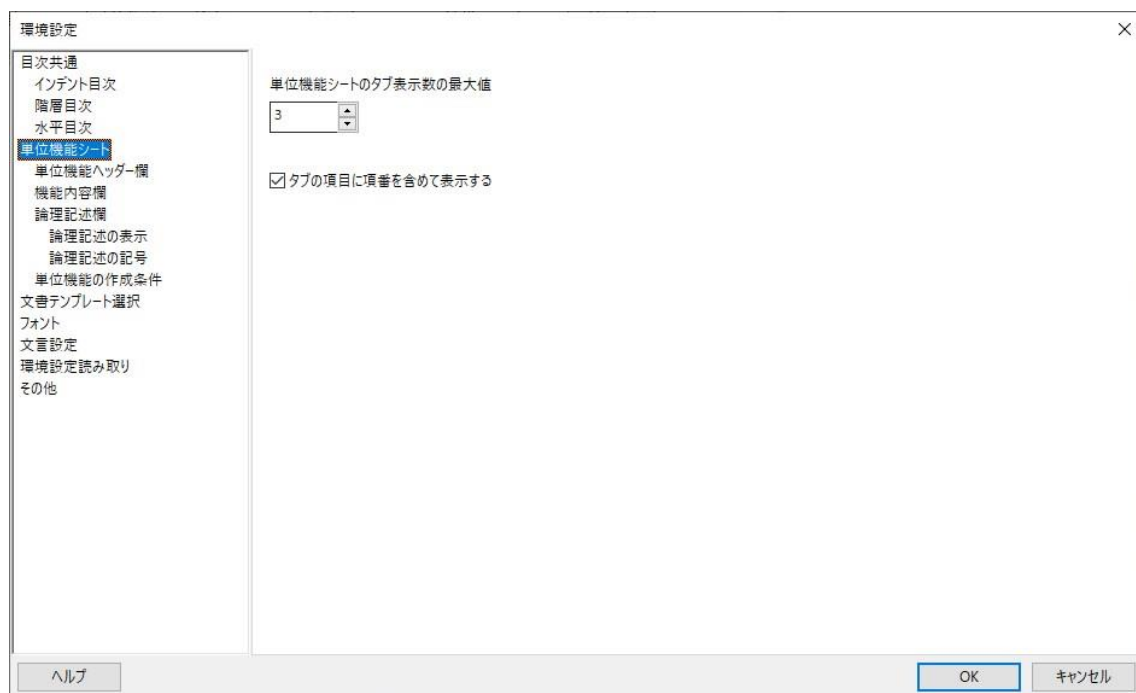 環境設定
目次共通
インデント目次
階層目次
水平目次
単位機能シート
単位機能ヘッダー欄
機能内容欄
論理記述欄
論理記述の表示
論理記述の記号
単位機能の作成条件
文書テンプレート選択
フォント
文言設定
環境設定読み取り
その他
単位機能シートのタブ表示数の最大値
3
タブの項目に項番を含めて表示する
ヘルプ
OK
キャンセル